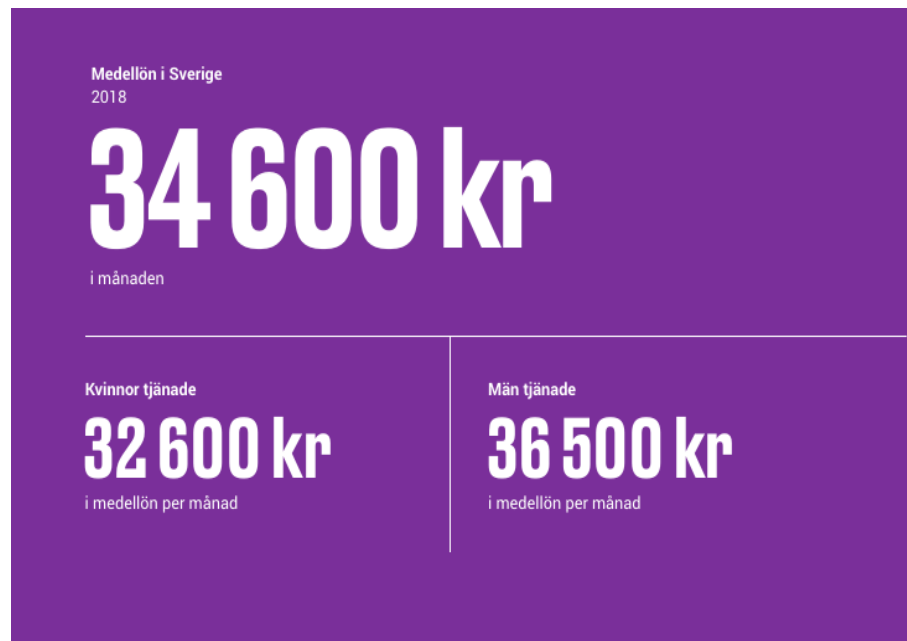 Medellön i Sverige
2018
34 600 kr
i månaden
Kvinnor tjänade
32 600 kr
i medellön per månad
Män tjänade
36 500 kr
i medellön per månad